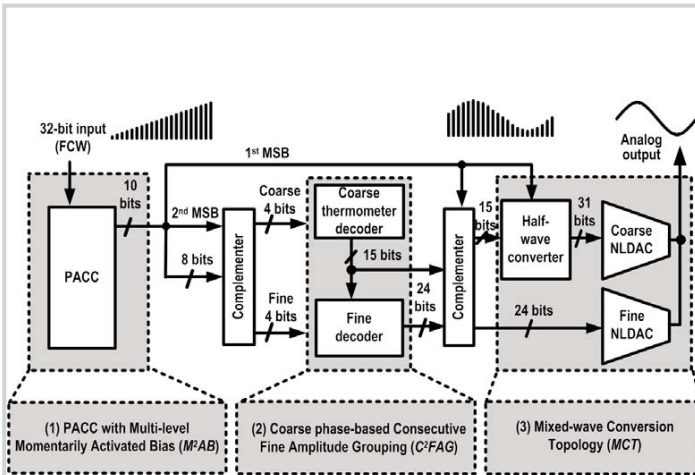 32-bit input
(FCW)
10
bits
1st MSB
2nd MSB
8 bits
PACC
Complementer
Coarse
4 bits
Fine
4 bits
Coarse
thermometer
decoder
15 bits
Fine
decoder
24
bits
Complementer
15
bits
24 bits
Half-
wave
converter
31
bits
Coarse
NLDAC
Fine
NLDAC
Analog
output
(1) PACC with Multi-level
Momentarily Activated Bias (M²AB)
(2) Coarse phase-based Consecutive
Fine Amplitude Grouping (C²FAG)
(3) Mixed-wave Conversion
Topology (MCT)